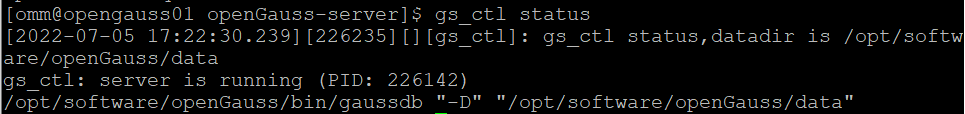 [omm@opengauss01 openGauss-server]$ gs_ctl status
[2022-07-05 17:22:30.239][226235][][gs_ctl]: gs_ctl status,datadir is /opt/softw
are/openGauss/data
gs_ctl: server is running (PID: 226142)
/opt/software/openGauss/bin/gaussdb "-D" "/opt/software/openGauss/data"